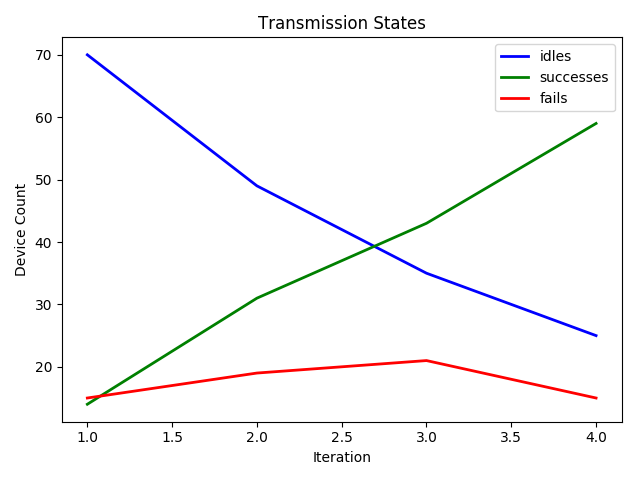 Transmission States
idles
successes
fails
Device Count
70
60
50
40
30
20
1.0 1.5 2.0 2.5 3.0 3.5 4.0
Iteration